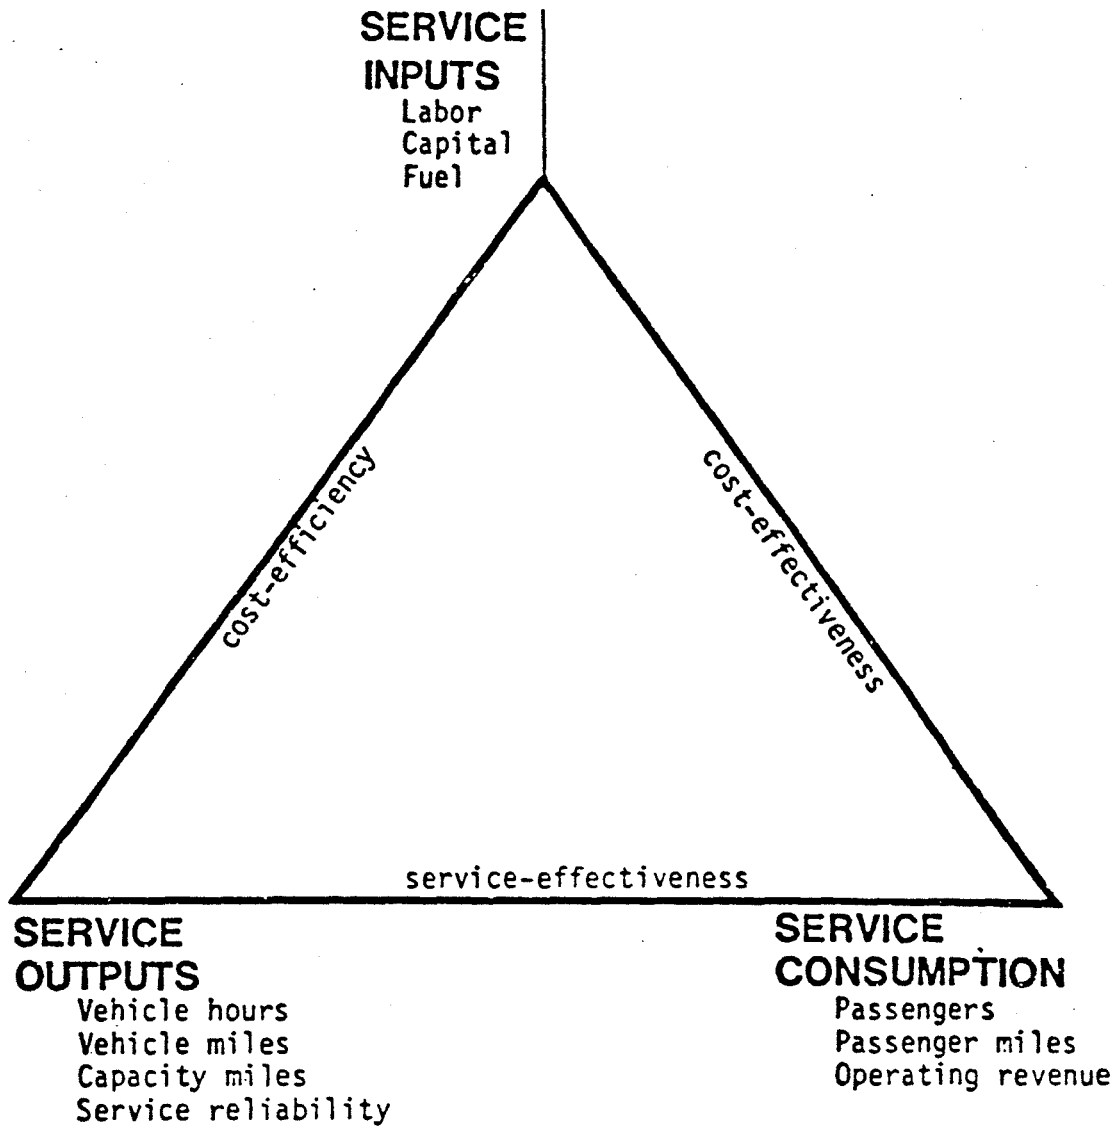 SERVICE
INPUTS
Labor
Capital
Fuel
cost-efficiency
cost-effectiveness
service-effectiveness
SERVICE
OUTPUTS
Vehicle hours
Vehicle miles
Capacity miles
Service reliability
SERVICE
CONSUMPTION
Passengers
Passenger miles
Operating revenue